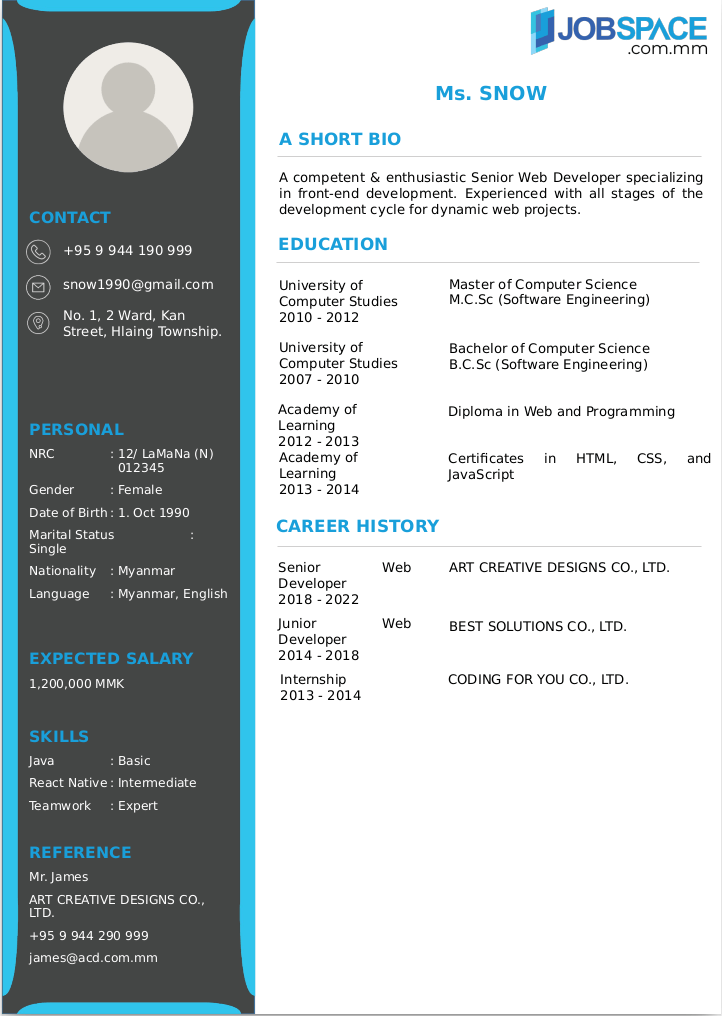 JOBSPACE
.com.mm
Ms. SNOW
CONTACT
+95 9 944 190 999
snow1990@gmail.com
No. 1, 2 Ward, Kan
Street, Hlaing Township.
PERSONAL
NRC : 12/ LaMaNa (N)
012345
Gender : Female
Date of Birth : 1. Oct 1990
Marital Status :
Single
Nationality : Myanmar
Language : Myanmar, English
EXPECTED SALARY
1,200,000 MMK
SKILLS
Java : Basic
React Native : Intermediate
Teamwork : Expert
REFERENCE
Mr. James
ART CREATIVE DESIGNS CO.,
LTD.
+95 9 944 290 999
james@acd.com.mm
A SHORT BIO
A competent & enthusiastic Senior Web Developer specializing
in front-end development. Experienced with all stages of the
development cycle for dynamic web projects.
EDUCATION
University of
Computer Studies
2010 - 2012
Master of Computer Science
M.C.Sc (Software Engineering)
University of
Computer Studies
2007 - 2010
Bachelor of Computer Science
B.C.Sc (Software Engineering)
Academy of
Learning
2012 - 2013
Diploma in Web and Programming
Academy of
Learning
2013 - 2014
Certificates in HTML, CSS, and
JavaScript
CAREER HISTORY
Senior Web
Developer
2018 - 2022
ART CREATIVE DESIGNS CO., LTD.
Junior Web
Developer
2014 - 2018
BEST SOLUTIONS CO., LTD.
Internship
2013 - 2014
CODING FOR YOU CO., LTD.